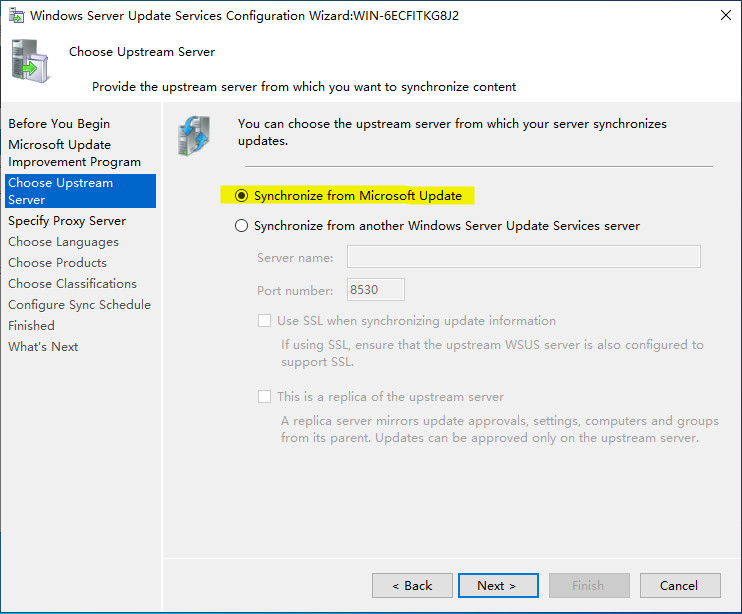 Windows Server Update Services Configuration Wizard:WIN-6ECFITKG8J2
Choose Upstream Server
Provide the upstream server from which you want to synchronize content
Before You Begin
Microsoft Update
Improvement Program
Choose Upstream
Server
Specify Proxy Server
Choose Languages
Choose Products
Choose Classifications
Configure Sync Schedule
Finished
What's Next
You can choose the upstream server from which your server synchronizes
updates.
Synchronize from Microsoft Update
Synchronize from another Windows Server Update Services server
Server name:
Port number: 8530
Use SSL when synchronizing update information
If using SSL, ensure that the upstream WSUS server is also configured to
support SSL.
This is a replica of the upstream server
A replica server mirrors update approvals, settings, computers and groups
from its parent. Updates can be approved only on the upstream server.
< Back Next > Finish Cancel